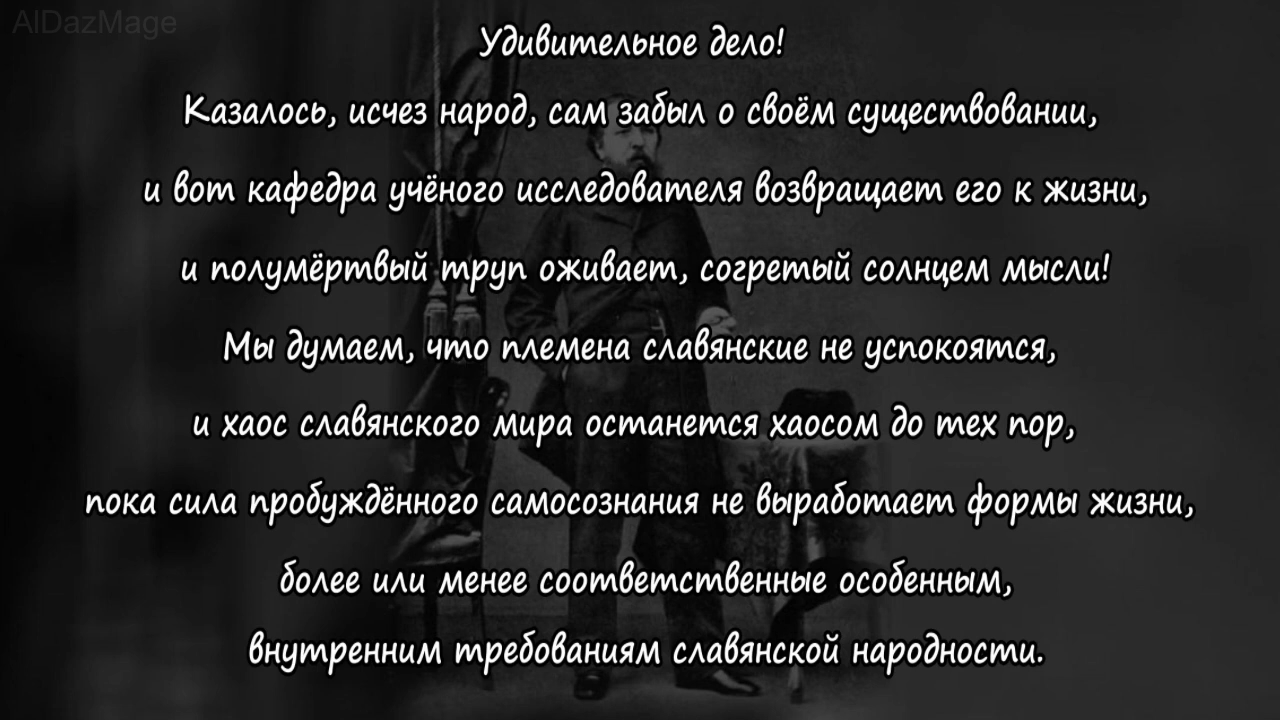 AlDazMage
Удивительное дело!
Казалось, исчез народ, сам забыл о своём существовании,
и вот кафедра учёного исследователя возвращает его к жизни,
и полумёртвый труп оживает, согретый солнцем мысли!
Мы думаем, что племена славянские не успокоятся,
и хаос славянского мира останется хаосом до тех пор,
пока сила пробуждённого самосознания не выработает формы жизни,
более или менее соответственные особенным,
внутренним требованиям славянской народности.